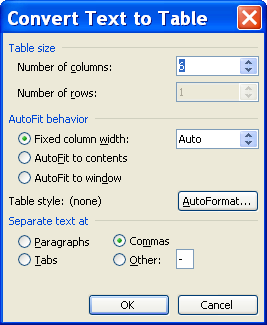 Convert Text to Table
Table size
Number of columns: 6
Number of rows: 1
AutoFit behavior
Fixed column width: Auto
AutoFit to contents
AutoFit to window
Table style: (none) AutoFormat...
Separate text at
Paragraphs Commas
Tabs Other: -
OK Cancel